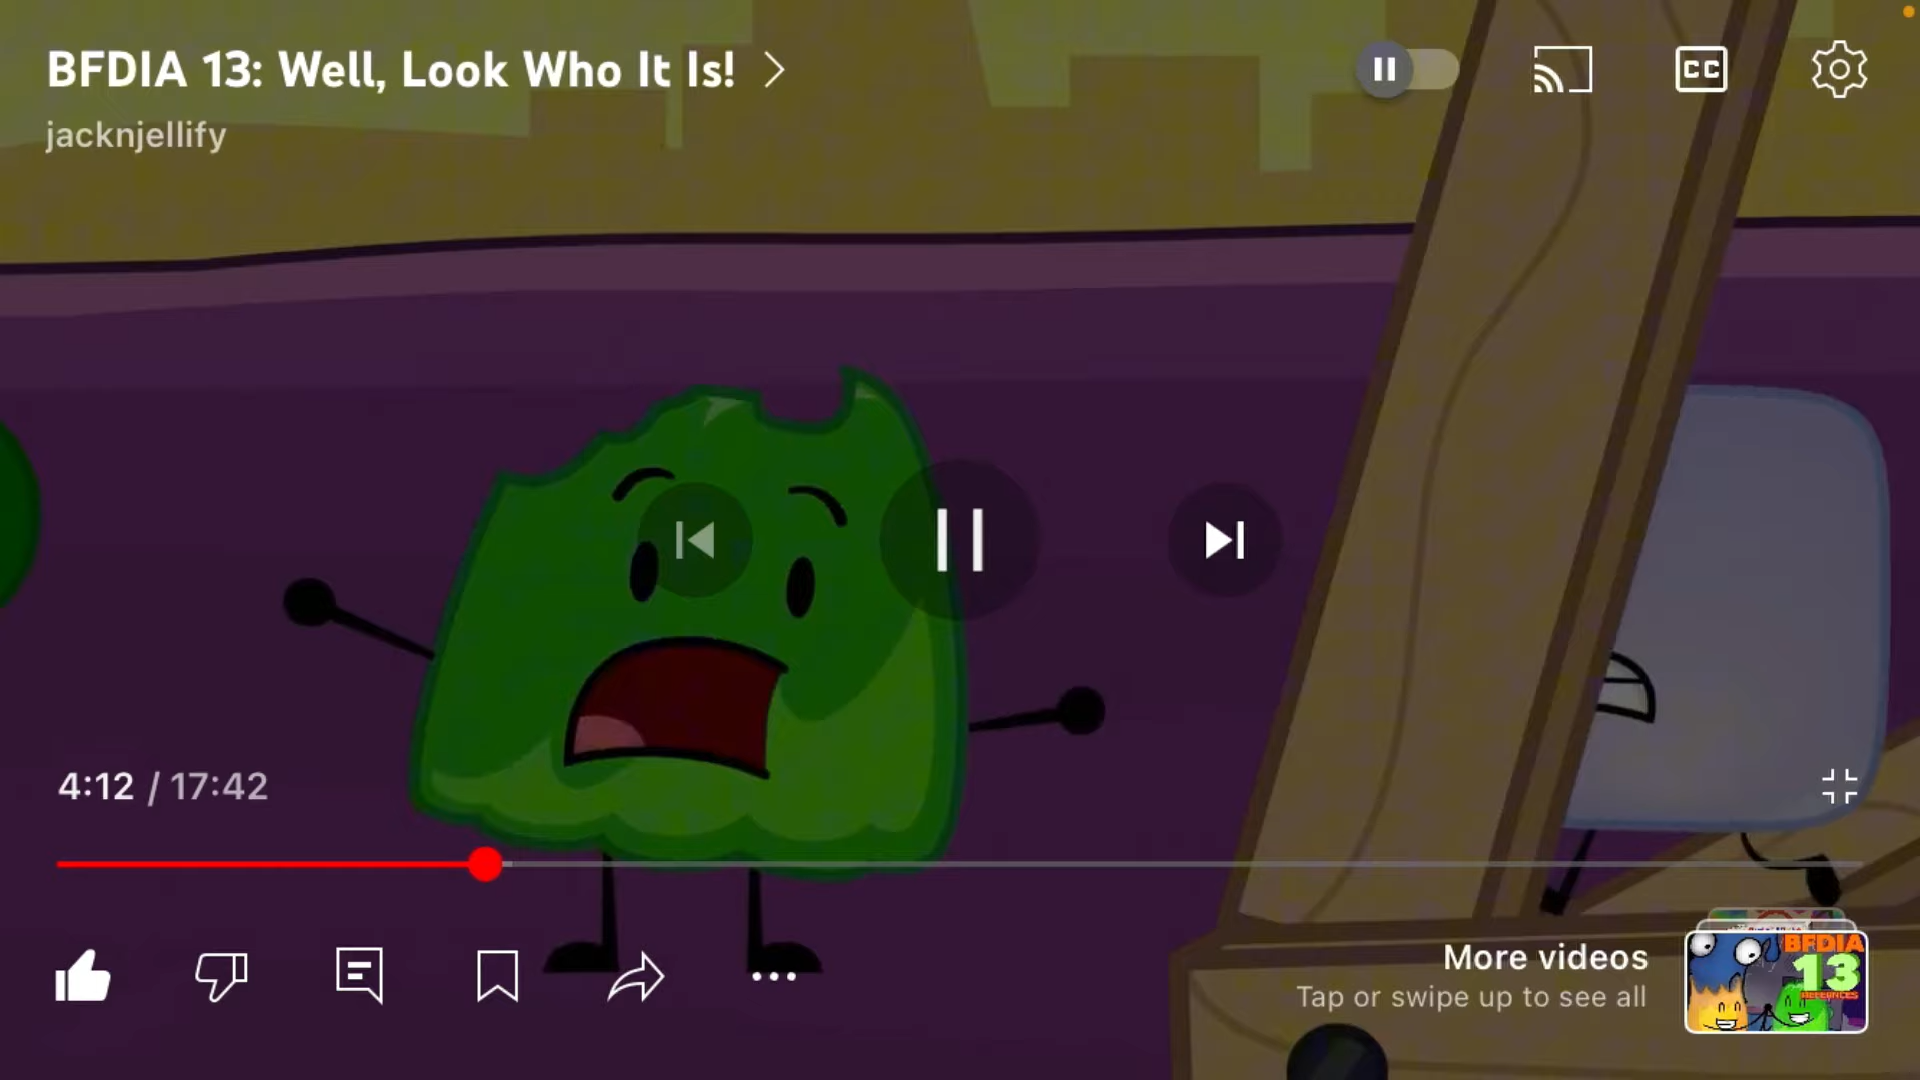 BFDIA 13: Well, Look Who It Is!
jacknjellify
CC
4:12 / 17:42
More videos
Tap or swipe up to see all
BFDIA
13